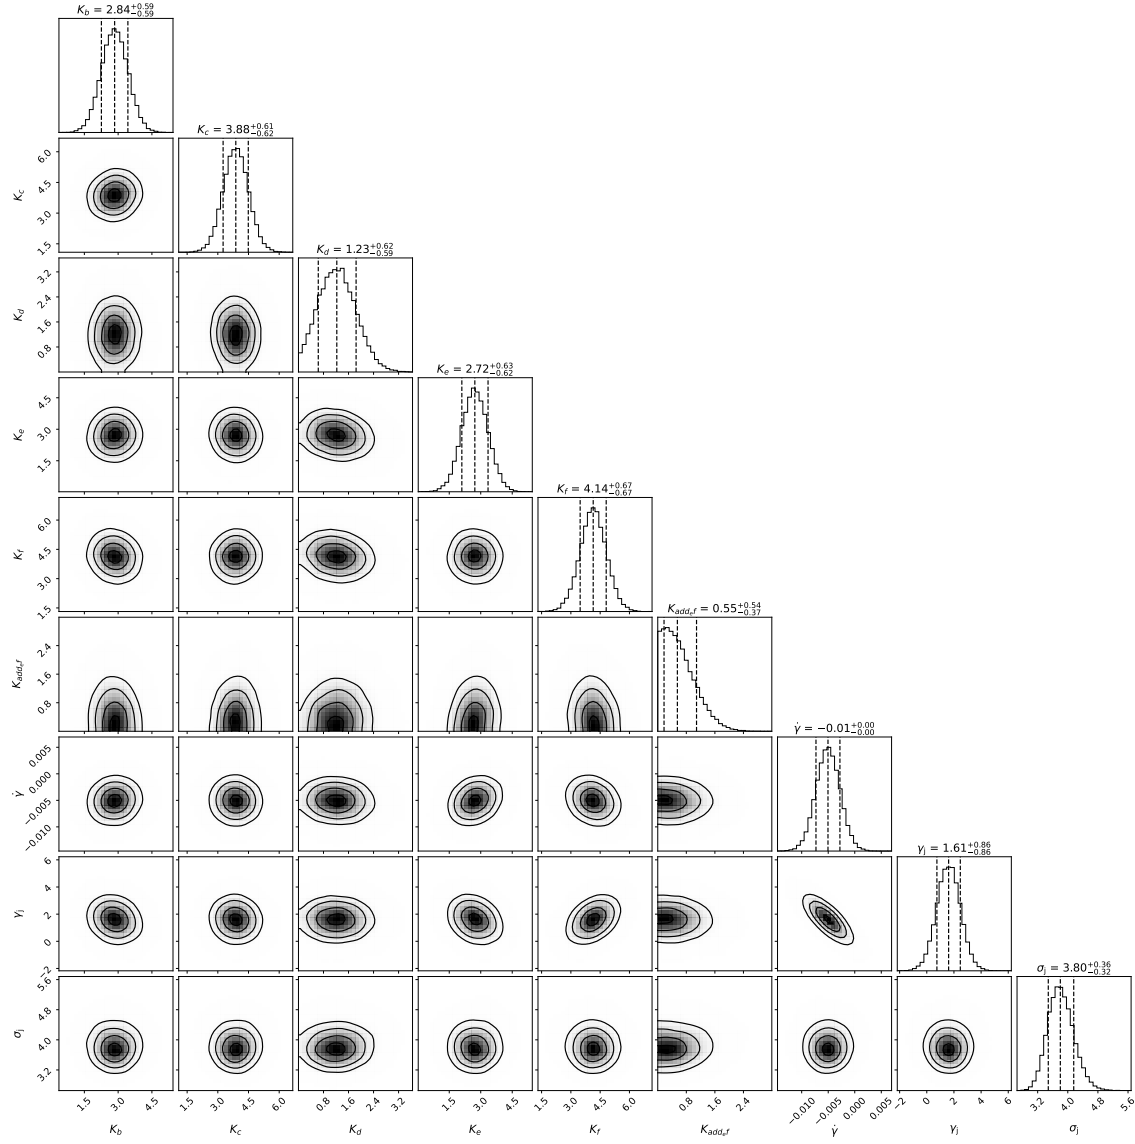 K_b = 2.84^{+0.59}_{-0.59}
K_c = 3.88^{+0.61}_{-0.62}
6.0
4.5
3.0
1.5
K_c
K_d = 1.23^{+0.62}_{-0.59}
3.2
2.4
1.6
0.8
K_d
K_e = 2.72^{+0.63}_{-0.62}
4.5
3.0
1.5
K_e
K_f = 4.14^{+0.67}_{-0.67}
6.0
4.5
3.0
1.5
K_f
K_{add_ef} = 0.55^{+0.54}_{-0.37}
2.4
1.6
0.8
K_{add_ef}
γ̇ = −0.01^{+0.00}_{-0.00}
0.005
0.000
−0.005
−0.010
γ̇
γ_j = 1.61^{+0.86}_{-0.86}
6
4
2
0
−2
γ_j
σ_j = 3.80^{+0.36}_{-0.32}
5.6
4.8
4.0
3.2
σ_j
1.5 3.0 4.5 1.5 3.0 4.5 6.0 0.8 1.6 2.4 3.2 1.5 3.0 4.5 1.5 3.0 4.5 6.0 0.8 1.6 2.4 −0.010 −0.005 0.000 0.005 −2 0 2 4 6 3.2 4.0 4.8 5.6
K_b K_c K_d K_e K_f K_{add_ef} γ̇ γ_j σ_j